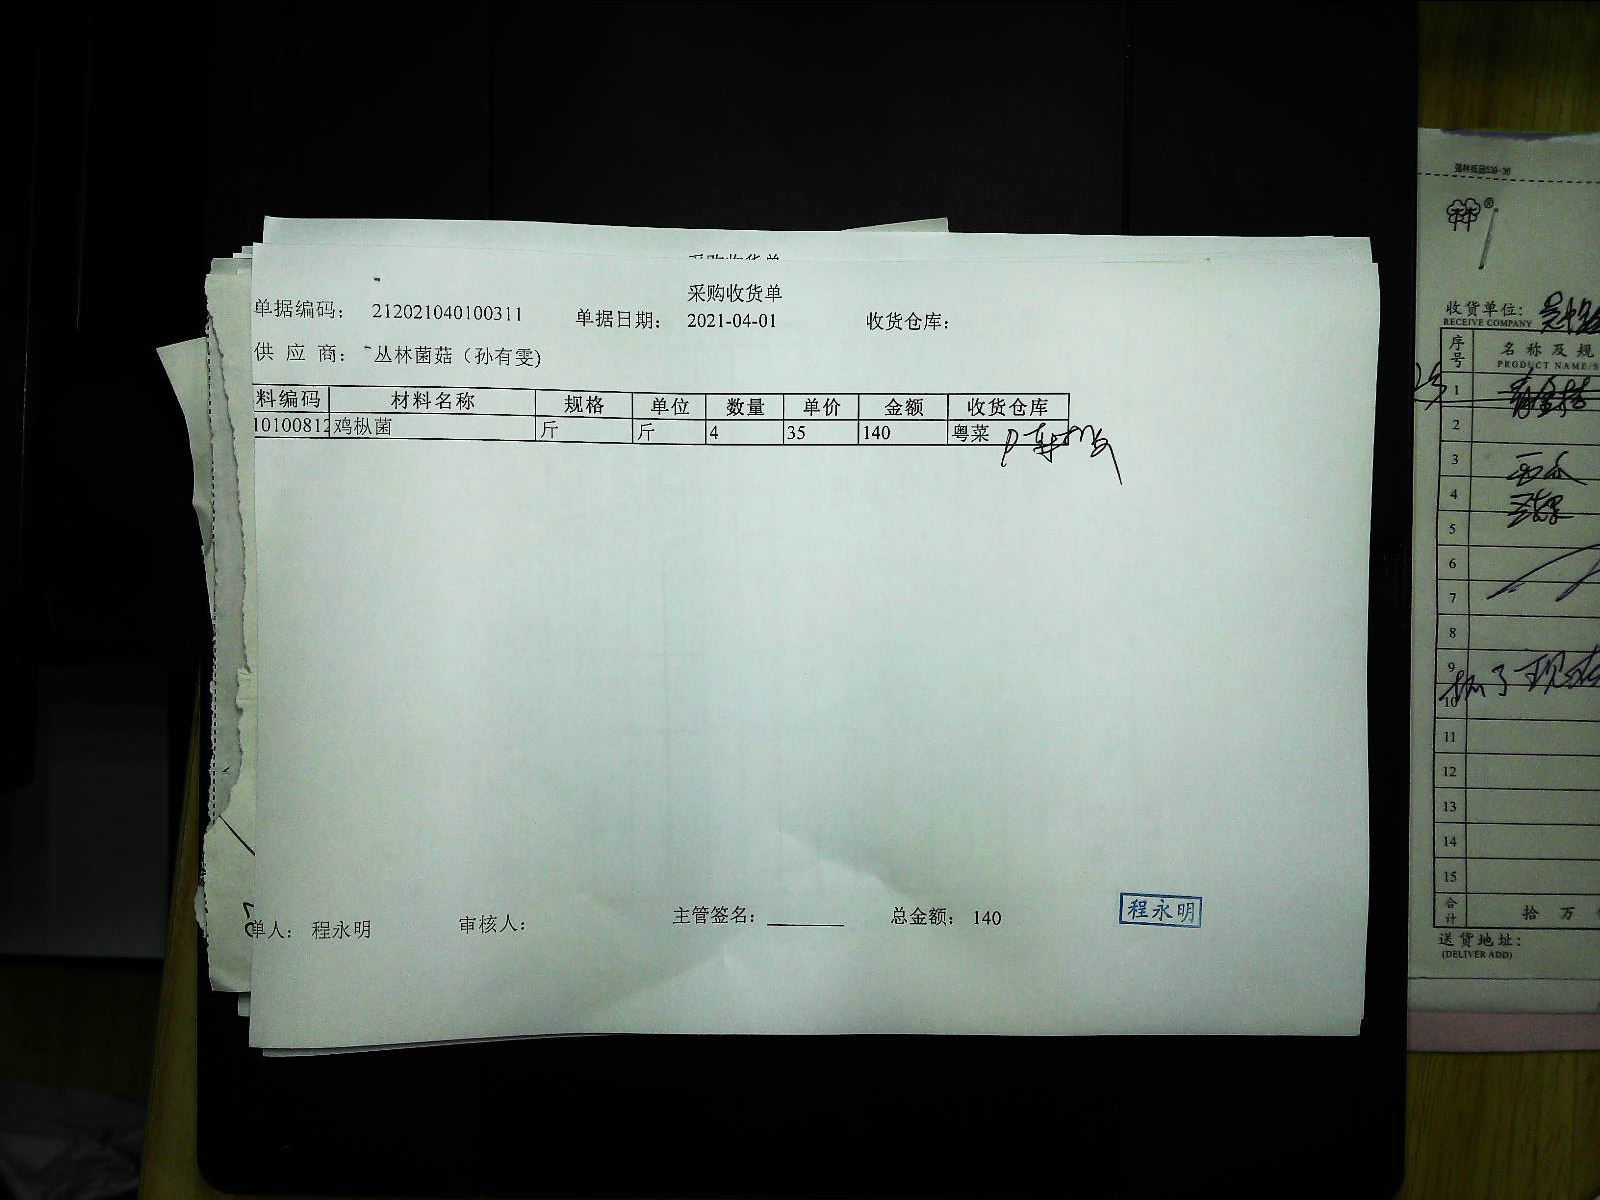 采购收货单
单据编码： 212021040100311 单据日期： 2021-04-01 收货仓库：
供 应 商： 丛林菌菇（孙有雯)
料编码 材料名称 规格 单位 数量 单价 金额 收货仓库
10100812 鸡枞菌 斤 斤 4 35 140 粤菜
单人： 程永明 审核人： 主管签名： 总金额： 140
程永明
收货单位：
RECEIVE COMPANY
序号 名 称 及 规
PRODUCT NAME/S
1
2
3 西瓜
4
5
6
7
8
9
10
11
12
13
14
15
合计 拾 万
送货地址：
(DELIVER ADD)